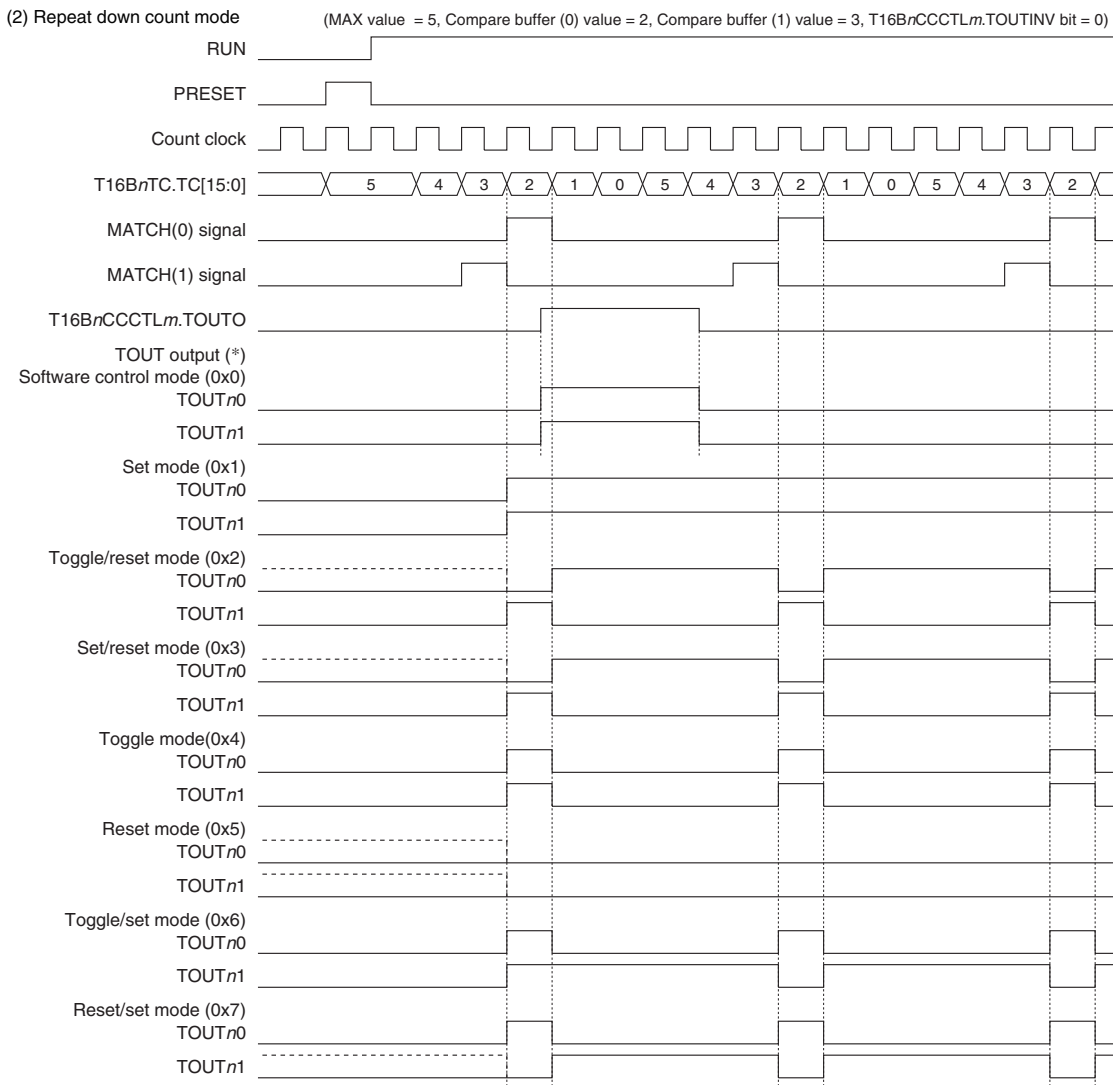 (2) Repeat down count mode (MAX value = 5, Compare buffer (0) value = 2, Compare buffer (1) value = 3, T16BnCCCTLm.TOUTINV bit = 0)
RUN
PRESET
Count clock
T16BnTC.TC[15:0] 5 4 3 2 1 0 5 4 3 2 1 0 5 4 3 2
MATCH(0) signal
MATCH(1) signal
T16BnCCCTLm.TOUTO
TOUT output (*)
Software control mode (0x0)
TOUTn0
TOUTn1
Set mode (0x1)
TOUTn0
TOUTn1
Toggle/reset mode (0x2)
TOUTn0
TOUTn1
Set/reset mode (0x3)
TOUTn0
TOUTn1
Toggle mode(0x4)
TOUTn0
TOUTn1
Reset mode (0x5)
TOUTn0
TOUTn1
Toggle/set mode (0x6)
TOUTn0
TOUTn1
Reset/set mode (0x7)
TOUTn0
TOUTn1